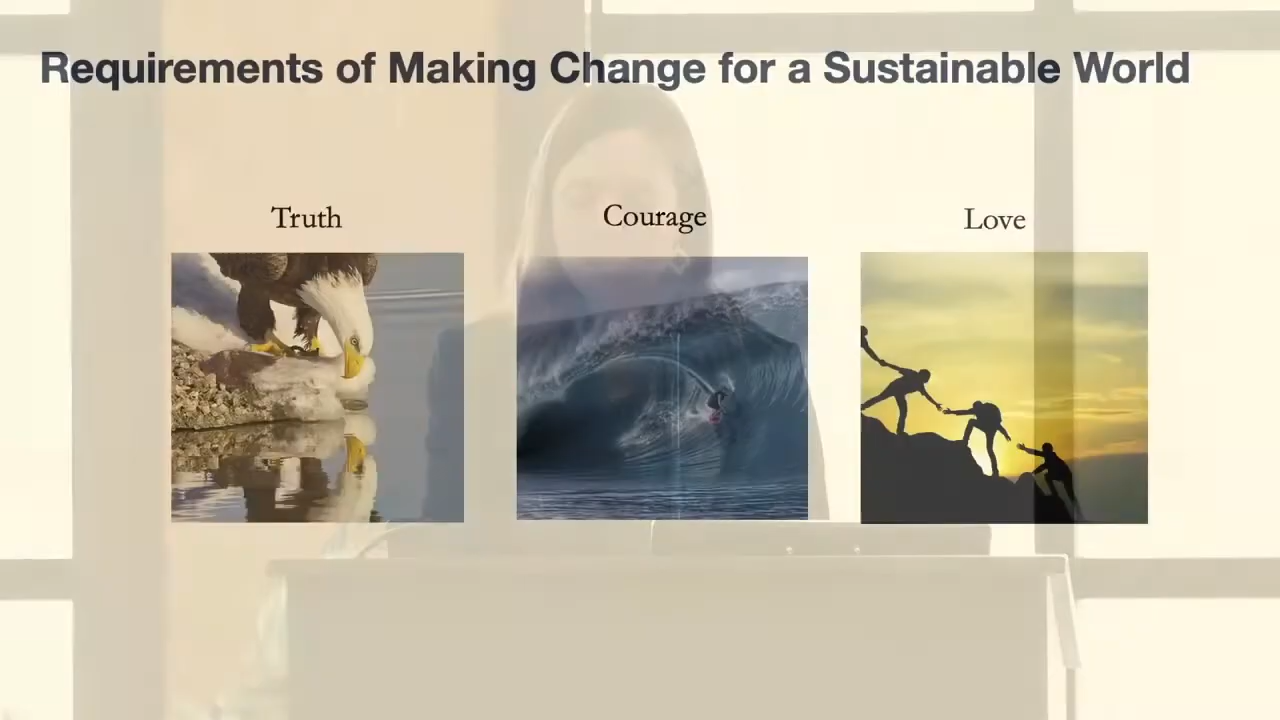 Requirements of Making Change for a Sustainable World
Truth
Courage
Love